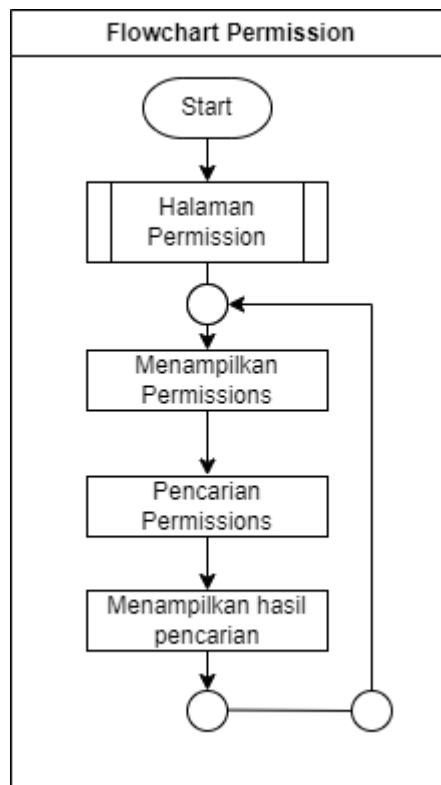 Flowchart Permission
Start
Halaman
Permission
Menampilkan
Permissions
Pencarian
Permissions
Menampilkan hasil
pencarian